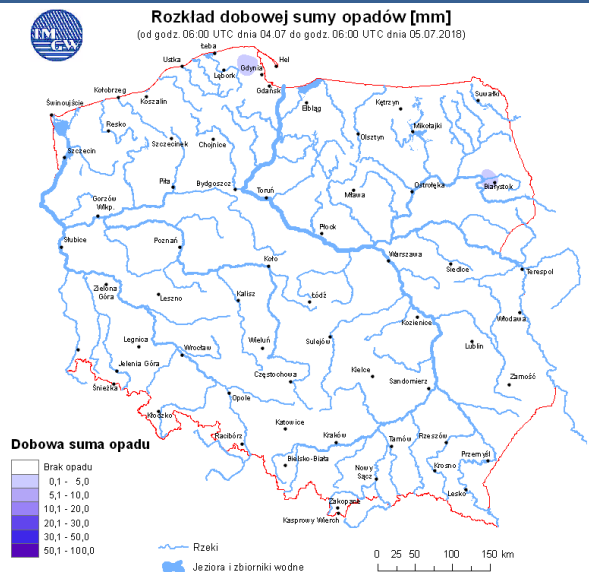 Rozkład dobowej sumy opadów [mm]
(od godz. 06:00 UTC dnia 04.07 do godz. 06:00 UTC dnia 05.07.2018)
IM
GW
Łeba
Ustka
Hel
Gdynia
Lębork
Gdańsk
Kołobrzeg
Koszalin
Suwałki
Świnoujście
Elbląg
Kętrzyn
Resko
Mikołajki
Szczecinek
Chojnice
Olsztyn
Szczecin
Piła
Bydgoszcz
Toruń
Mława
Ostrołęka
Białystok
Gorzów
Wlkp.
Płock
Słubice
Poznań
Koło
Warszawa
Siedlce
Terespol
Zielona
Góra
Leszno
Kalisz
Łódź
Kozienice
Włodawa
Legnica
Wrocław
Wieluń
Sulejów
Lublin
Jelenia Góra
Śnieżka
Częstochowa
Kielce
Sandomierz
Zamość
Opole
Kłodzko
Katowice
Racibórz
Kraków
Tarnów
Rzeszów
Przemyśl
Bielsko-Biała
Nowy
Sącz
Krosno
Lesko
Zakopane
Kasprowy Wierch
Dobowa suma opadu
Brak opadu
0,1 - 5,0
5,1 - 10,0
10,1 - 20,0
20,1 - 30,0
30,1 - 50,0
50,1 - 100,0
Rzeki
Jeziora i zbiorniki wodne
0 25 50 100 150 km